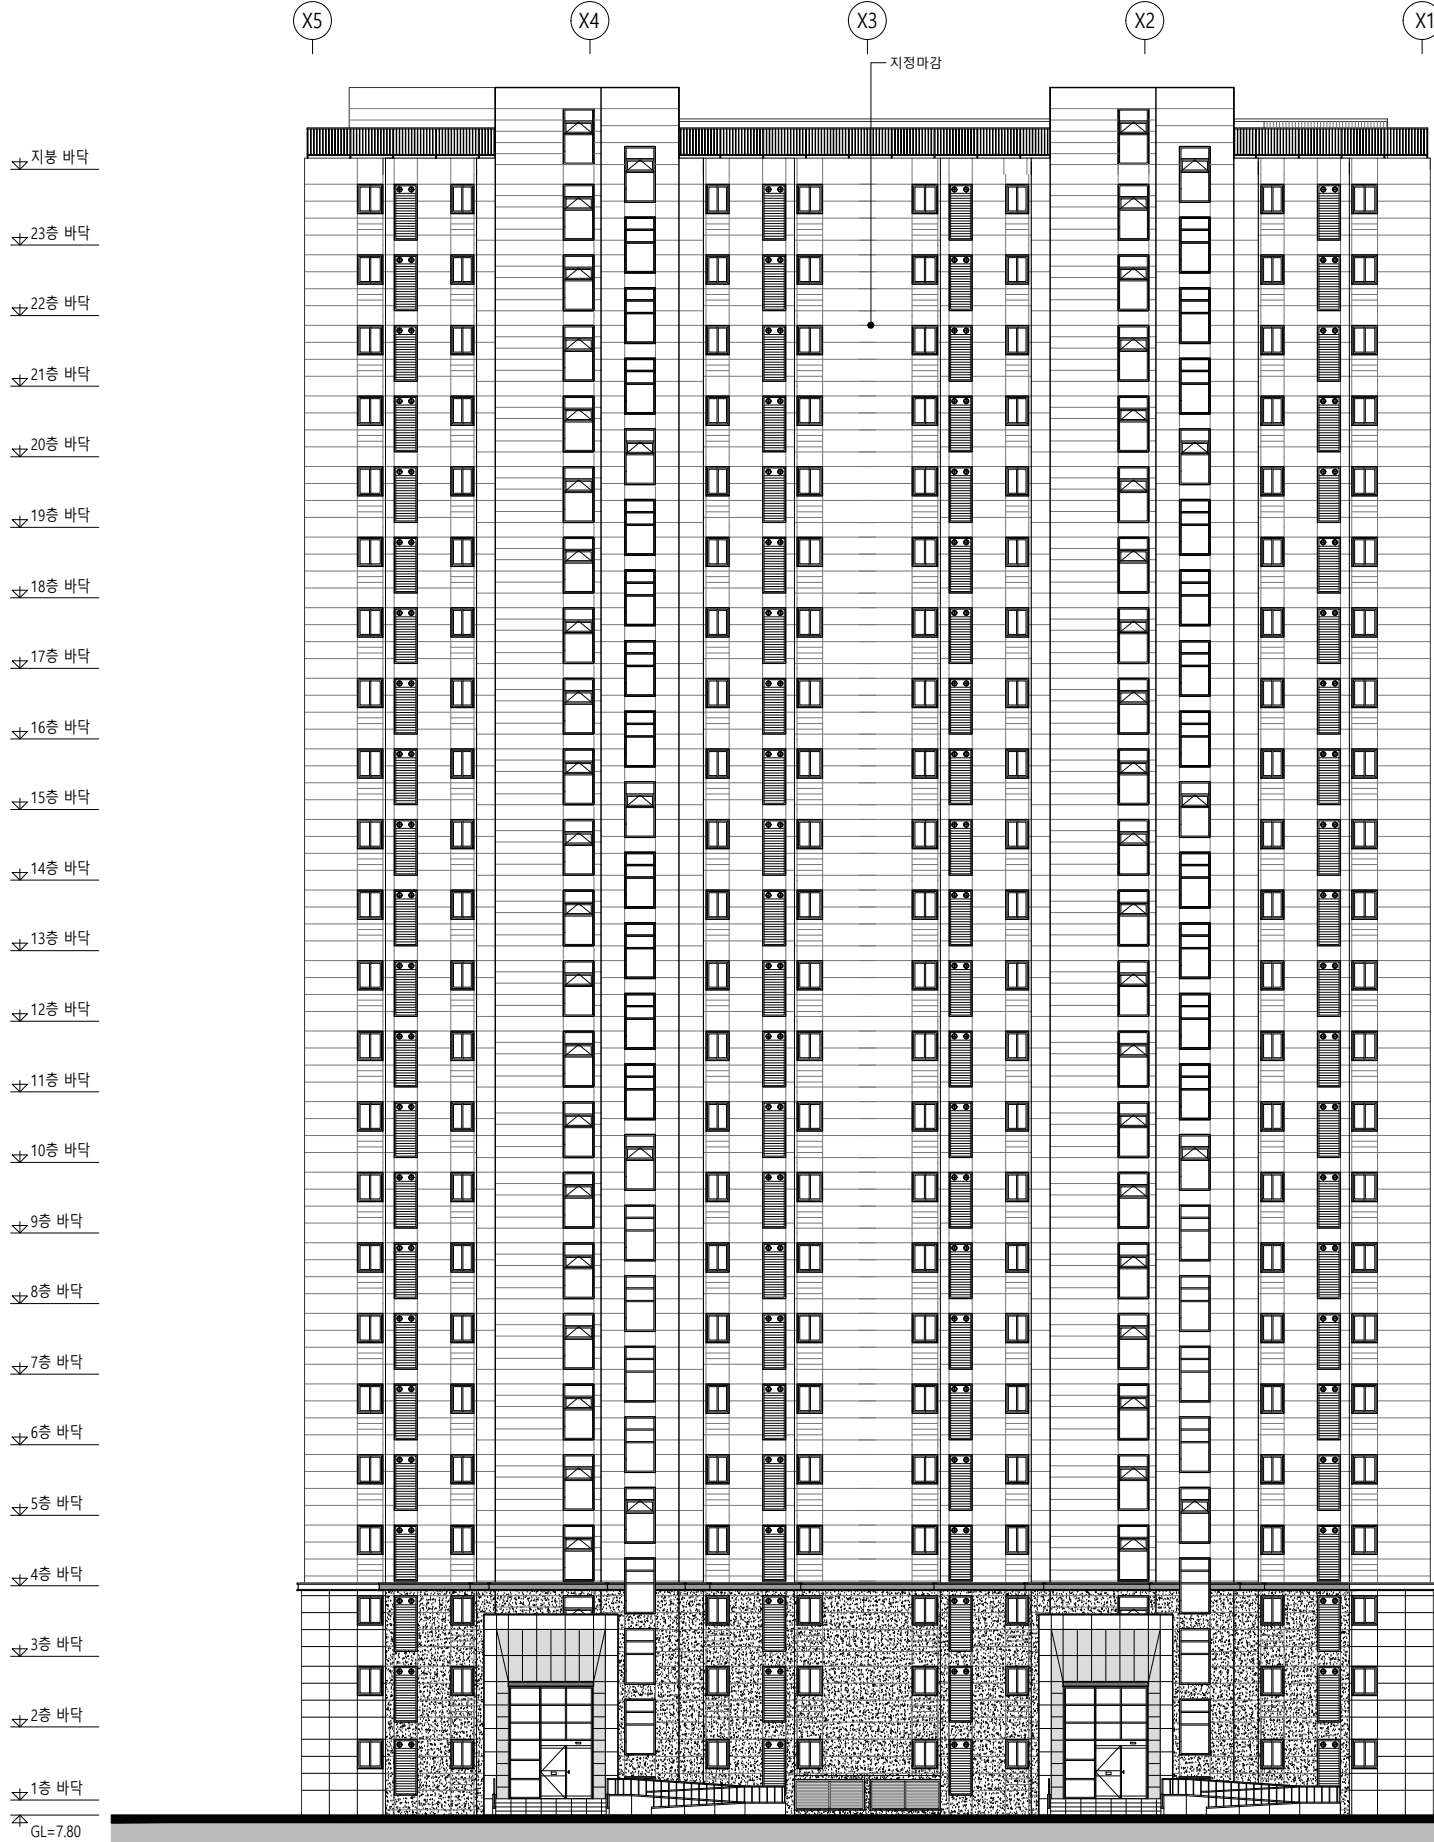 X5 X4 X3 X2 X1
지정마감
지붕 바닥
23층 바닥
22층 바닥
21층 바닥
20층 바닥
19층 바닥
18층 바닥
17층 바닥
16층 바닥
15층 바닥
14층 바닥
13층 바닥
12층 바닥
11층 바닥
10층 바닥
9층 바닥
8층 바닥
7층 바닥
6층 바닥
5층 바닥
4층 바닥
3층 바닥
2층 바닥
1층 바닥
GL=7.80